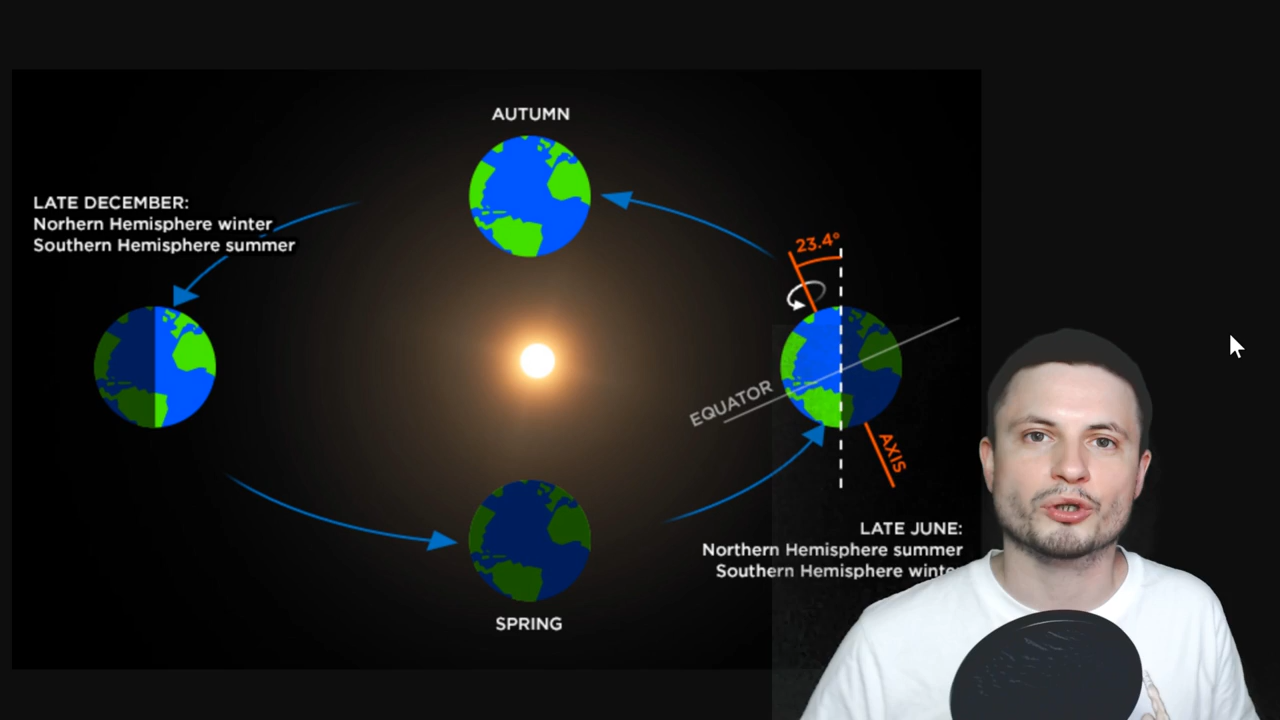 AUTUMN
LATE DECEMBER:
Norhern Hemisphere winter
Southern Hemisphere summer
23.4°
EQUATOR
AXIS
LATE JUNE:
Northern Hemisphere summer
Southern Hemisphere winter
SPRING